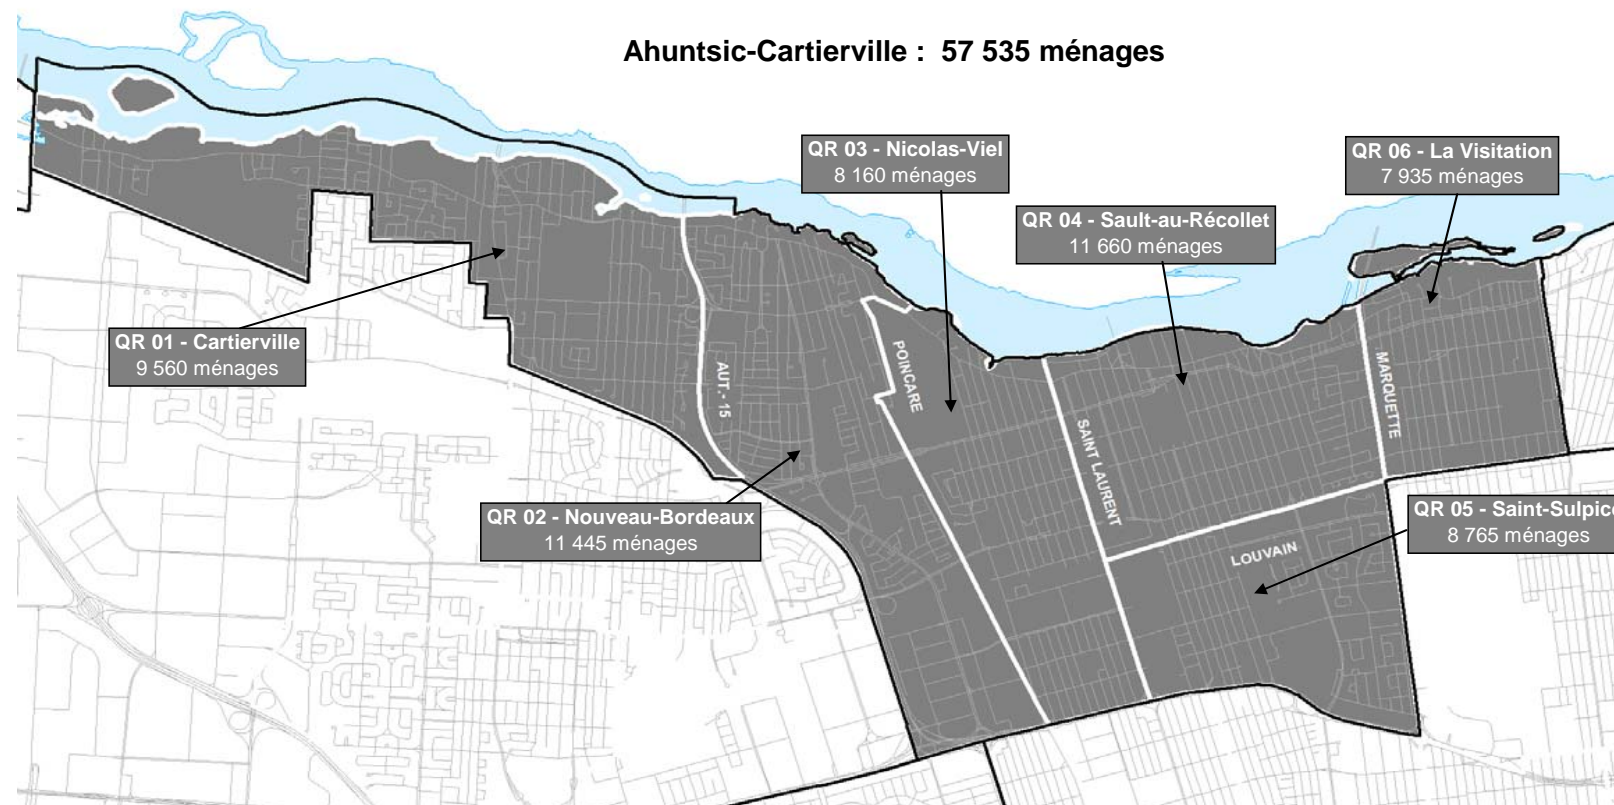 Ahuntsic-Cartierville : 57 535 ménages
QR 03 - Nicolas-Viel
8 160 ménages
QR 06 - La Visitation
7 935 ménages
QR 04 - Sault-au-Récollet
11 660 ménages
QR 01 - Cartierville
9 560 ménages
AUT.- 15
POINCARE
MARQUETTE
SAINT LAURENT
QR 02 - Nouveau-Bordeaux
11 445 ménages
QR 05 - Saint-Sulpice
8 765 ménages
LOUVAIN